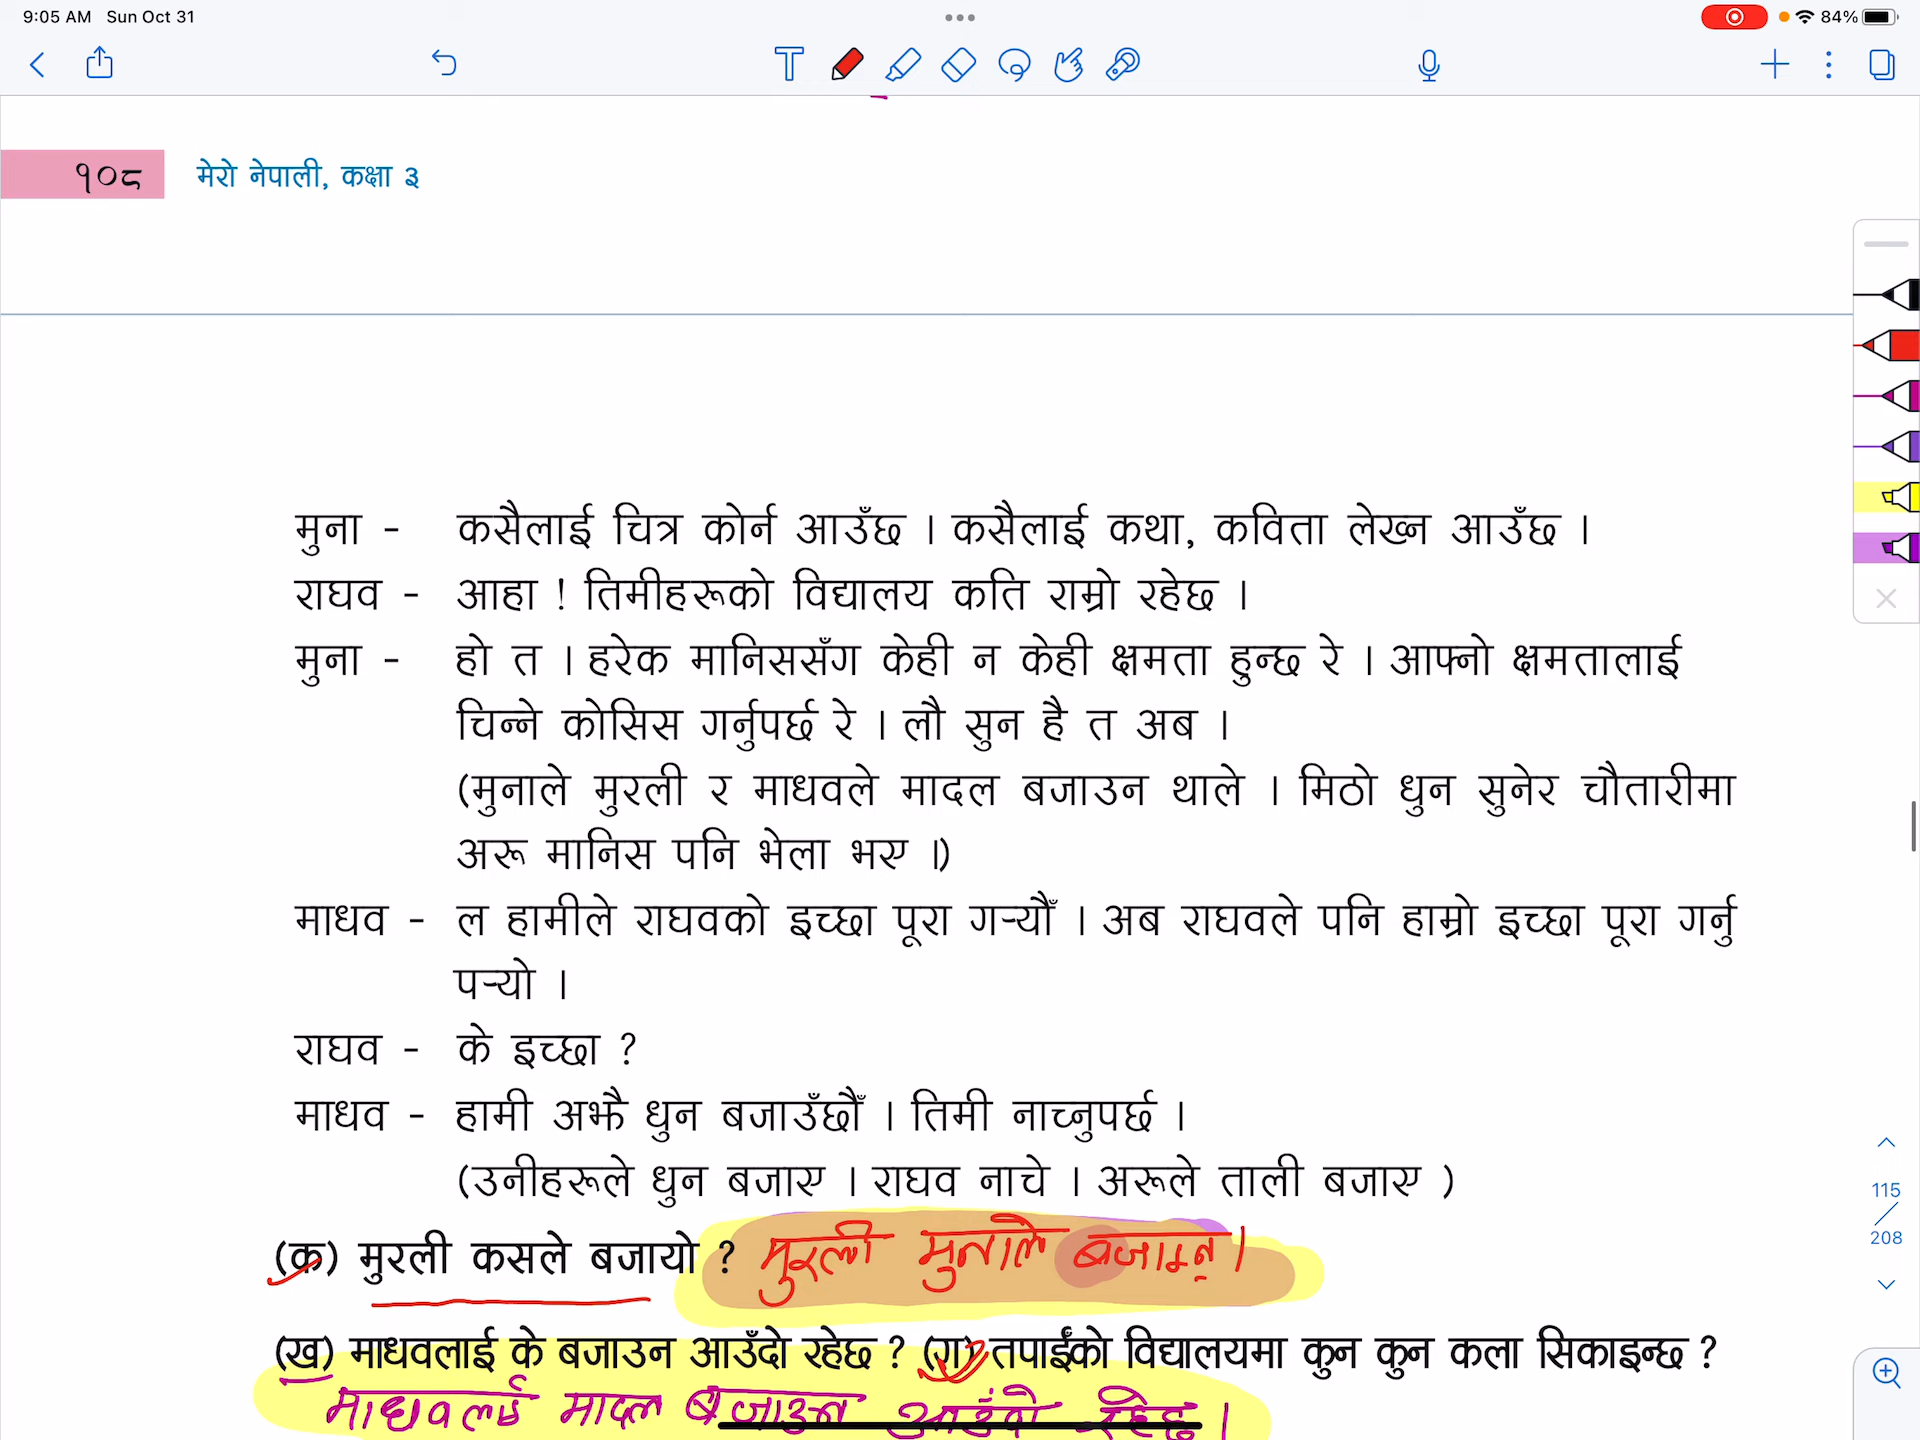 9:05 AM Sun Oct 31
84%
१०८ मेरो नेपाली, कक्षा ३
मुना - कसैलाई चित्र कोर्न आउँछ । कसैलाई कथा, कविता लेख्न आउँछ ।
राघव - आहा ! तिमीहरूको विद्यालय कति राम्रो रहेछ ।
मुना - हो त । हरेक मानिससँग केही न केही क्षमता हुन्छ रे । आफ्नो क्षमतालाई
चिन्ने कोसिस गर्नुपर्छ रे । लौ सुन है त अब ।
(मुनाले मुरली र माधवले मादल बजाउन थाले । मिठो धुन सुनेर चौतारीमा
अरू मानिस पनि भेला भए ।)
माधव - ल हामीले राघवको इच्छा पूरा गऱ्यौँ । अब राघवले पनि हाम्रो इच्छा पूरा गर्नु
पऱ्यो ।
राघव - के इच्छा ?
माधव - हामी अझै धुन बजाउँछौँ । तिमी नाच्नुपर्छ ।
(उनीहरूले धुन बजाए । राघव नाचे । अरूले ताली बजाए )
(क) मुरली कसले बजायो ? मुरली मुनाले बजाइन् ।
(ख) माधवलाई के बजाउन आउँदो रहेछ ? (ग) तपाईंको विद्यालयमा कुन कुन कला सिकाइन्छ ?
माधवलाई मादल बजाउन आउँदो रहेछ ।
115
208